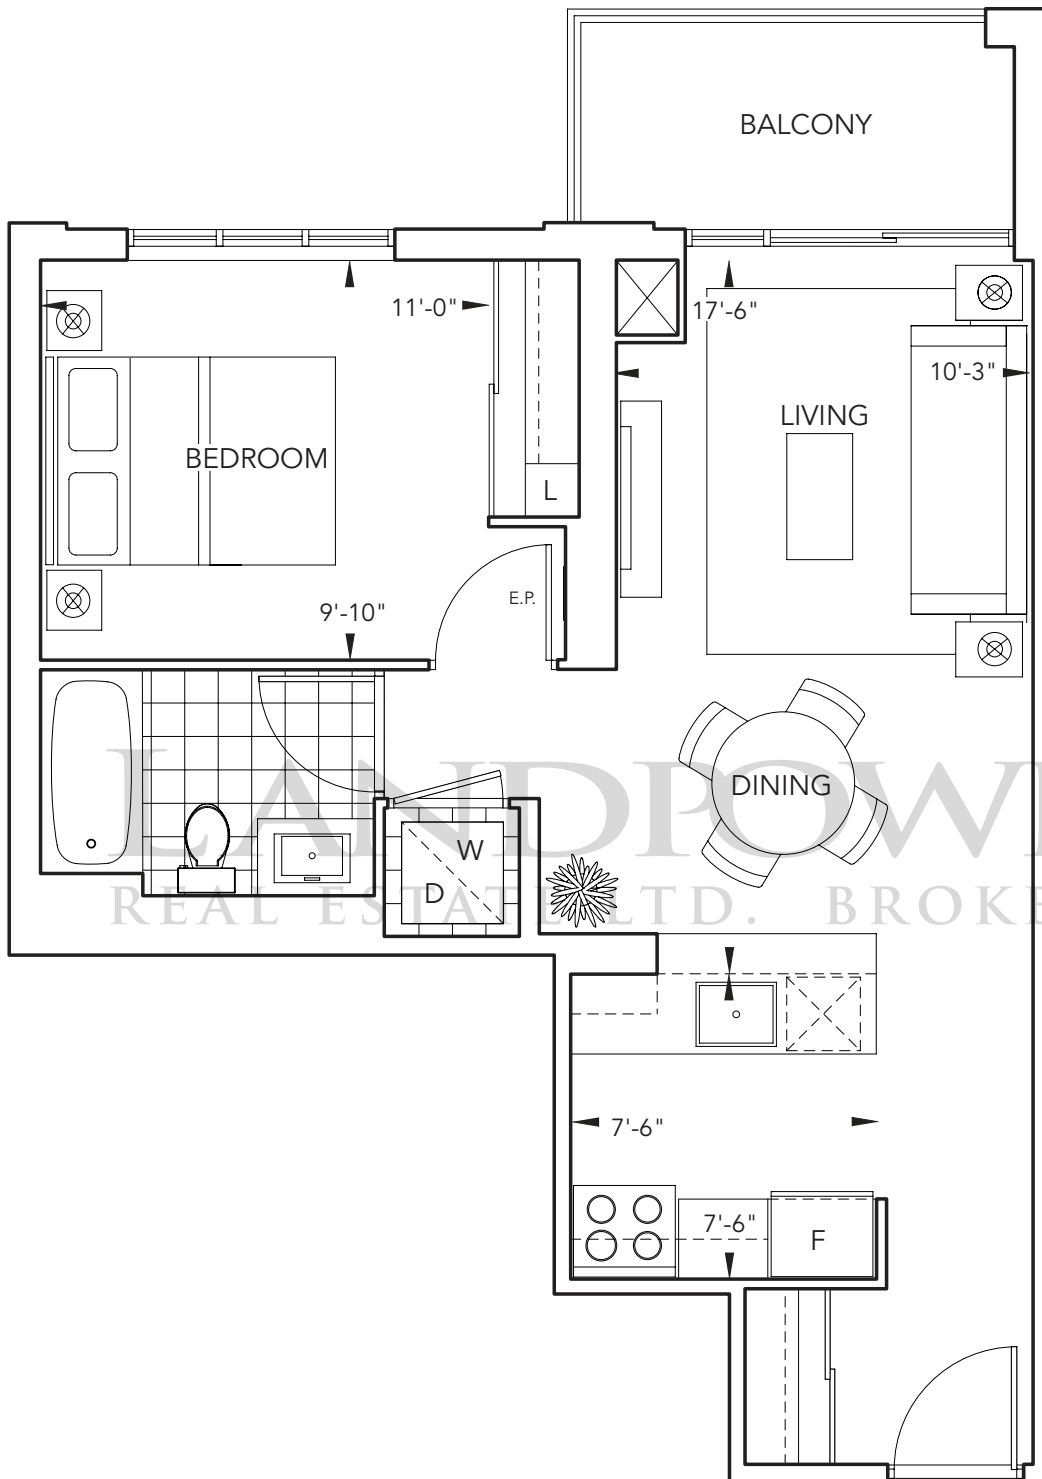 BALCONY
11'-0"
17'-6"
10'-3"
LIVING
BEDROOM
L
E.P.
9'-10"
DINING
LANDPOW
W
D
REAL ESTATE LTD. BROKE
7'-6"
7'-6"
F